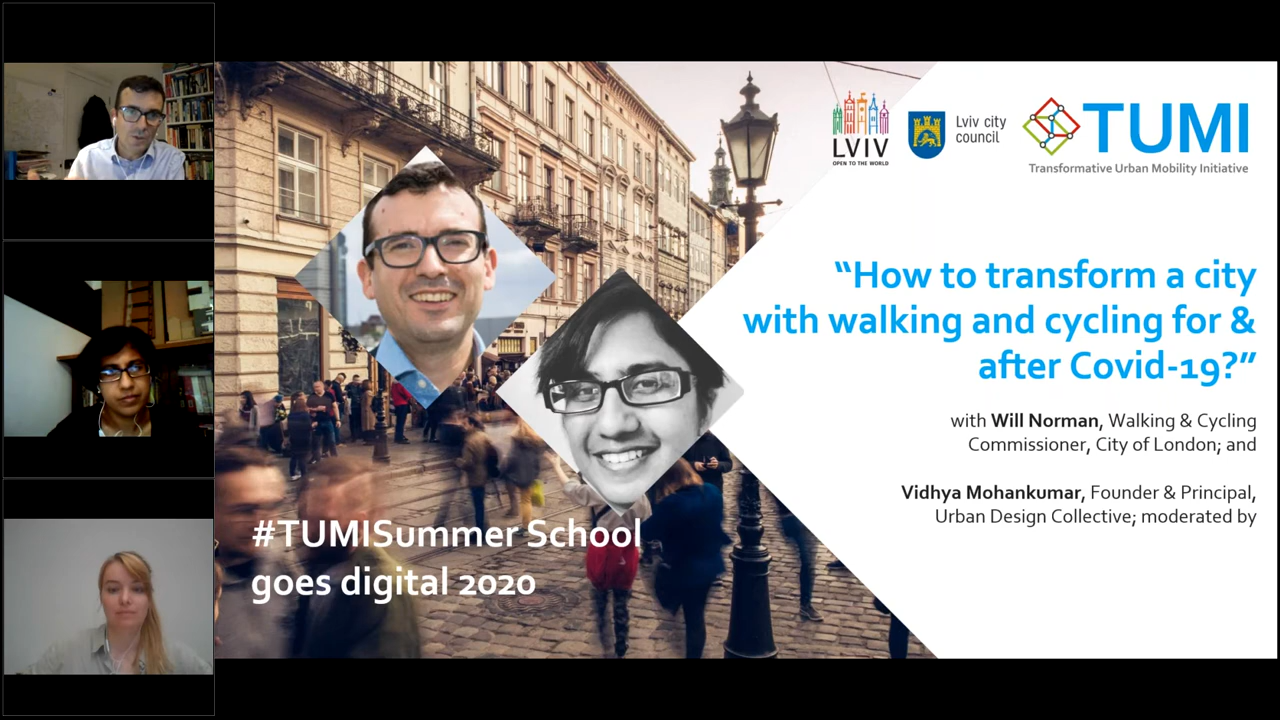 LVIV
OPEN TO THE WORLD
Lviv city
council
TUMI
Transformative Urban Mobility Initiative
“How to transform a city
with walking and cycling for &
after Covid-19?”
with Will Norman, Walking & Cycling
Commissioner, City of London; and
Vidhya Mohankumar, Founder & Principal,
Urban Design Collective; moderated by
#TUMISummer School
goes digital 2020